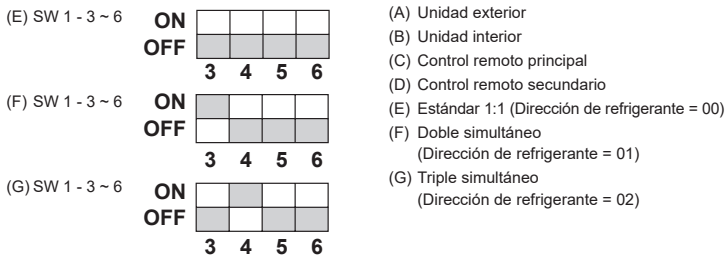 (E) SW 1 - 3 ~ 6
ON
OFF
3 4 5 6
(F) SW 1 - 3 ~ 6
ON
OFF
3 4 5 6
(G) SW 1 - 3 ~ 6
ON
OFF
3 4 5 6
(A) Unidad exterior
(B) Unidad interior
(C) Control remoto principal
(D) Control remoto secundario
(E) Estándar 1:1 (Dirección de refrigerante = 00)
(F) Doble simultáneo
(Dirección de refrigerante = 01)
(G) Triple simultáneo
(Dirección de refrigerante = 02)